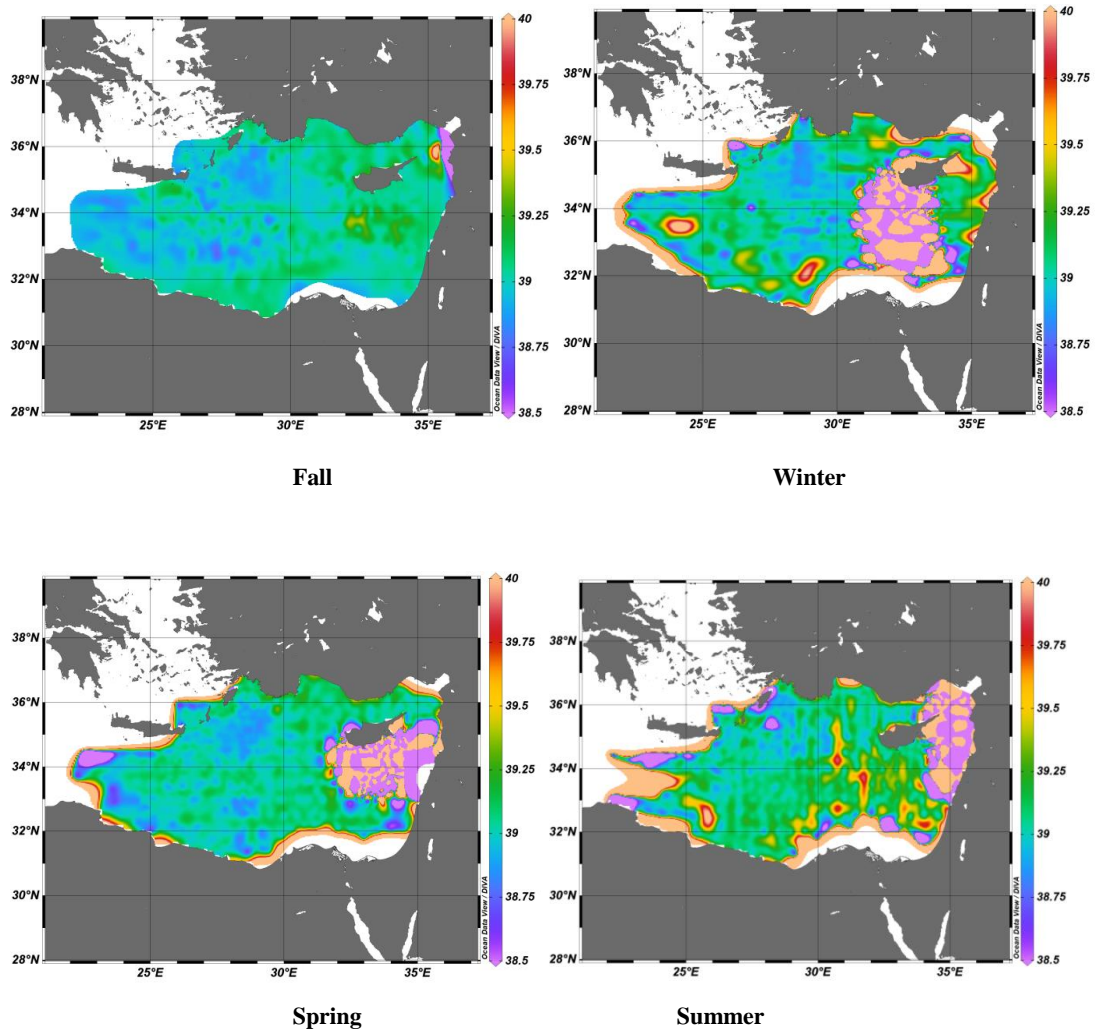 40
38°N
39.75
36°N
39.5
34°N
39.25
32°N
39
30°N
38.75
28°N
38.5
25°E 30°E 35°E
Ocean Data View / DIVA
40
38°N
39.75
36°N
39.5
34°N
39.25
32°N
39
30°N
38.75
28°N
38.5
25°E 30°E 35°E
Ocean Data View / DIVA
Fall Winter
40
38°N
39.75
36°N
39.5
34°N
39.25
32°N
39
30°N
38.75
28°N
38.5
25°E 30°E 35°E
Ocean Data View / DIVA
40
38°N
39.75
36°N
39.5
34°N
39.25
32°N
39
30°N
38.75
28°N
38.5
25°E 30°E 35°E
Ocean Data View / DIVA
Spring Summer